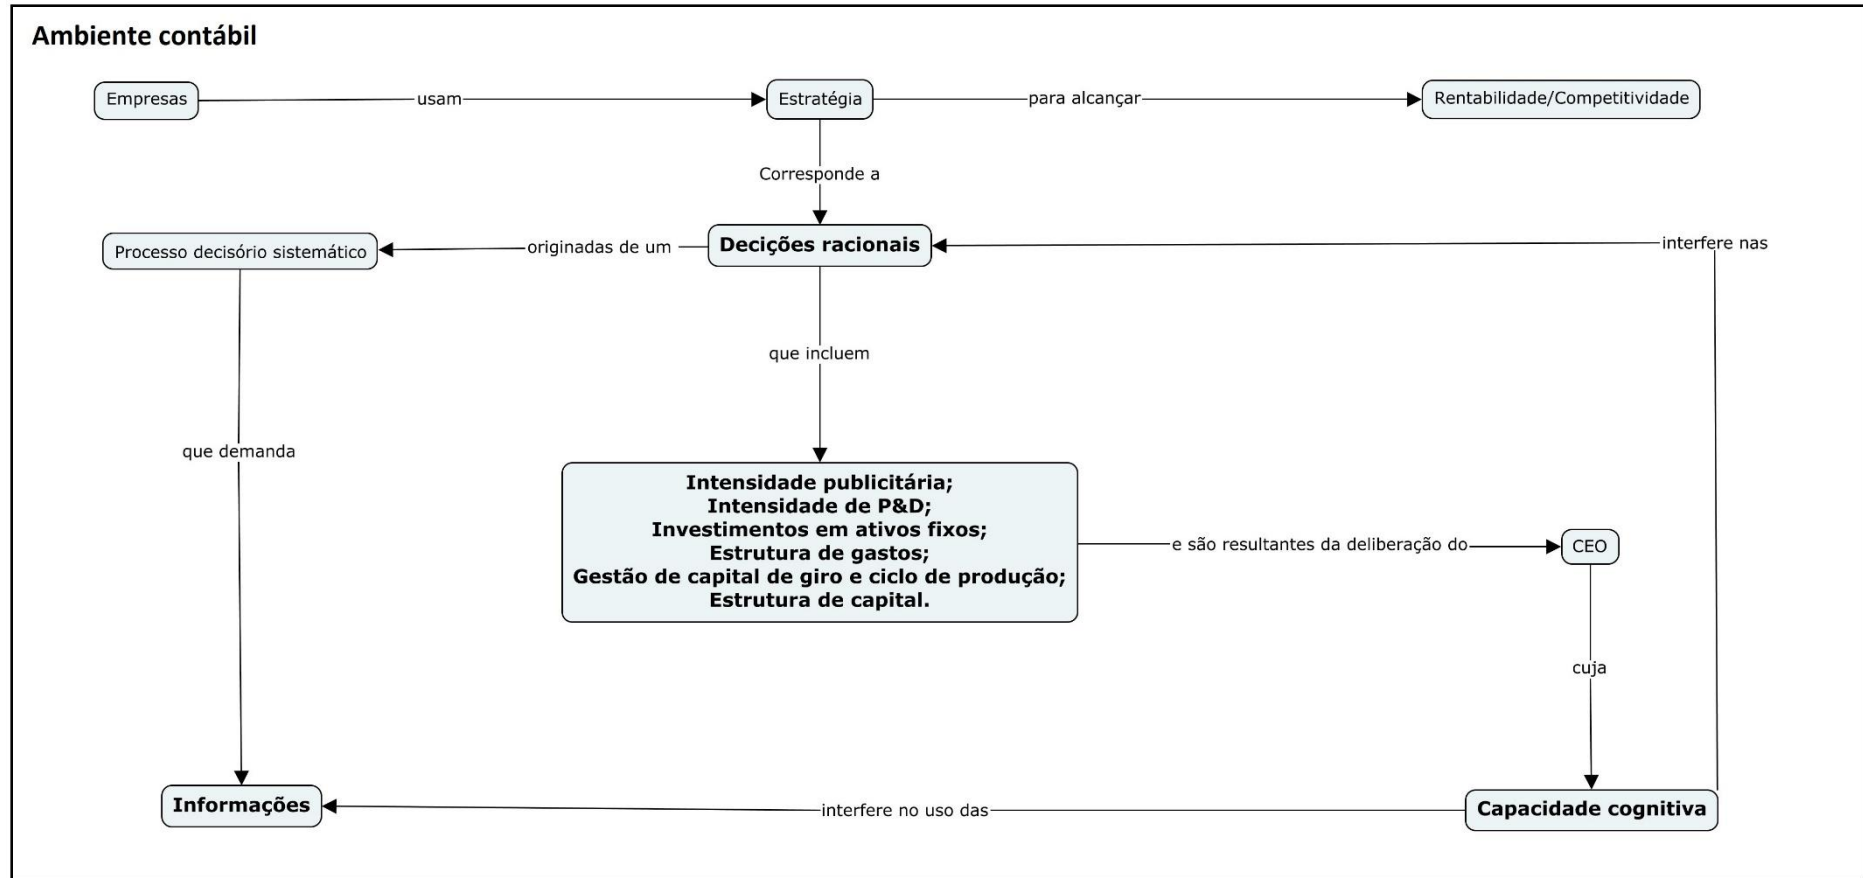 Ambiente contábil
Empresas
usam
Estratégia
para alcançar
Rentabilidade/Competitividade
Corresponde a
Processo decisório sistemático
originadas de um
Decições racionais
interfere nas
que incluem
que demanda
Intensidade publicitária;
Intensidade de P&D;
Investimentos em ativos fixos;
Estrutura de gastos;
Gestão de capital de giro e ciclo de produção;
Estrutura de capital.
e são resultantes da deliberação do
CEO
cuja
Informações
interfere no uso das
Capacidade cognitiva